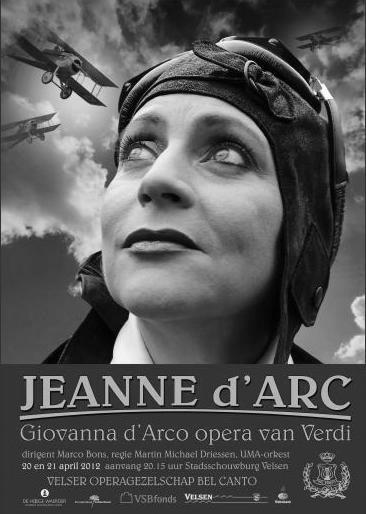 JEANNE d'ARC
Giovanna d'Arco opera van Verdi
dirigent Marco Bons, regie Martin Michael Driessen, UMA-orkest
20 en 21 april 2012 aanvang 20.15 uur Stadsschouwburg Velsen
VELSER OPERAGEZELSCHAP BEL CANTO
VSBfonds VELSEN